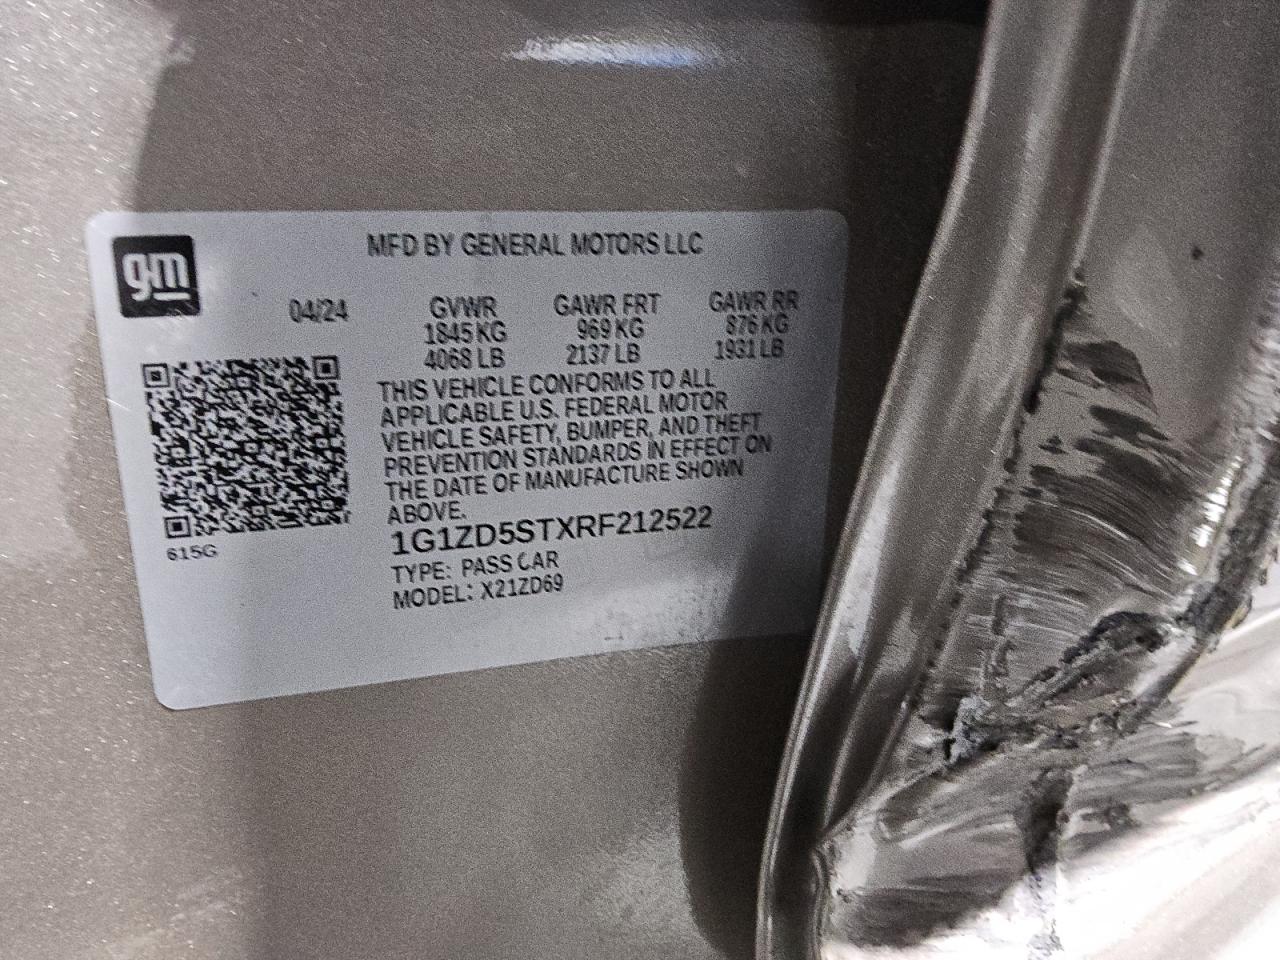 gm
MFD BY GENERAL MOTORS LLC
04/24 GVWR GAWR FRT GAWR RR
1845 KG 969 KG 876 KG
4068 LB 2137 LB 1931 LB
THIS VEHICLE CONFORMS TO ALL
APPLICABLE U.S. FEDERAL MOTOR
VEHICLE SAFETY, BUMPER, AND THEFT
PREVENTION STANDARDS IN EFFECT ON
THE DATE OF MANUFACTURE SHOWN
ABOVE.
1G1ZD5STXRF212522
TYPE: PASS CAR
MODEL: X21ZD69
615G